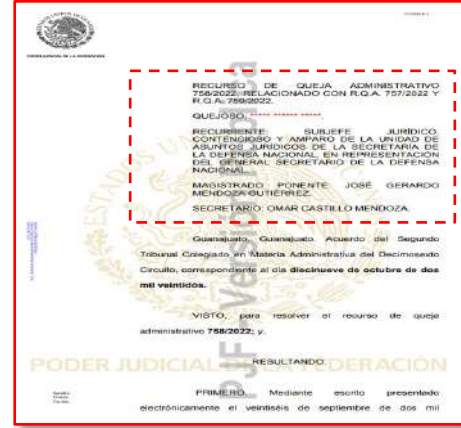 PODER JUDICIAL DE LA FEDERACIÓN
RECURSO DE QUEJA ADMINISTRATIVO
758/2022, RELACIONADO CON R.Q.A. 757/2022 Y
R.Q.A. 759/2022.
QUEJOSO: ***** ****** *****.
RECURRENTE: SUBJEFE JURÍDICO,
CONTENCIOSO Y AMPARO DE LA UNIDAD DE
ASUNTOS JURÍDICOS DE LA SECRETARÍA DE
LA DEFENSA NACIONAL, EN REPRESENTACIÓN
DEL GENERAL SECRETARIO DE LA DEFENSA
NACIONAL.
MAGISTRADO PONENTE: JOSÉ GERARDO
MENDOZA GUTIÉRREZ.
SECRETARIO: OMAR CASTILLO MENDOZA.
Guanajuato, Guanajuato. Acuerdo del Segundo
Tribunal Colegiado en Materia Administrativa del Decimosexto
Circuito, correspondiente al día diecinueve de octubre de dos
mil veintidós.
VISTO, para resolver el recurso de queja
administrativo 758/2022; y,
RESULTANDO:
PRIMERO. Mediante escrito presentado
electrónicamente el veintiséis de septiembre de dos mil
PJF - Versión Pública
PODER JUDICIAL DE LA FEDERACIÓN